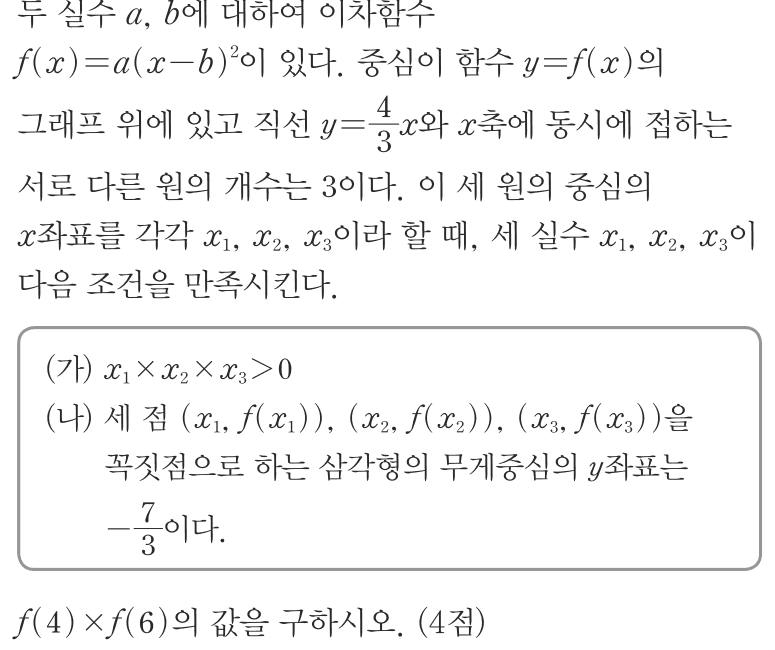 두 실수 a, b에 대하여 이차함수
f(x)=a(x-b)²이 있다. 중심이 함수 y=f(x)의
그래프 위에 있고 직선 y=4/3x와 x축에 동시에 접하는
서로 다른 원의 개수는 3이다. 이 세 원의 중심의
x좌표를 각각 x₁, x₂, x₃이라 할 때, 세 실수 x₁, x₂, x₃이
다음 조건을 만족시킨다.
(가) x₁×x₂×x₃>0
(나) 세 점 (x₁, f(x₁)), (x₂, f(x₂)), (x₃, f(x₃))을
꼭짓점으로 하는 삼각형의 무게중심의 y좌표는
-7/3이다.
f(4)×f(6)의 값을 구하시오. (4점)